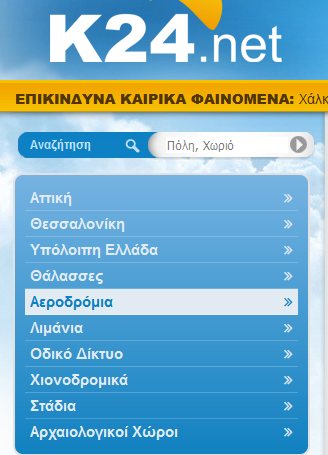 K24.net
ΕΠΙΚΙΝΔΥΝΑ ΚΑΙΡΙΚΑ ΦΑΙΝΟΜΕΝΑ: Χάλκ
Αναζήτηση Πόλη, Χωριό
Αττική »
Θεσσαλονίκη »
Υπόλοιπη Ελλάδα »
Θάλασσες »
Αεροδρόμια »
Λιμάνια »
Οδικό Δίκτυο »
Χιονοδρομικά »
Στάδια »
Αρχαιολογικοί Χώροι »